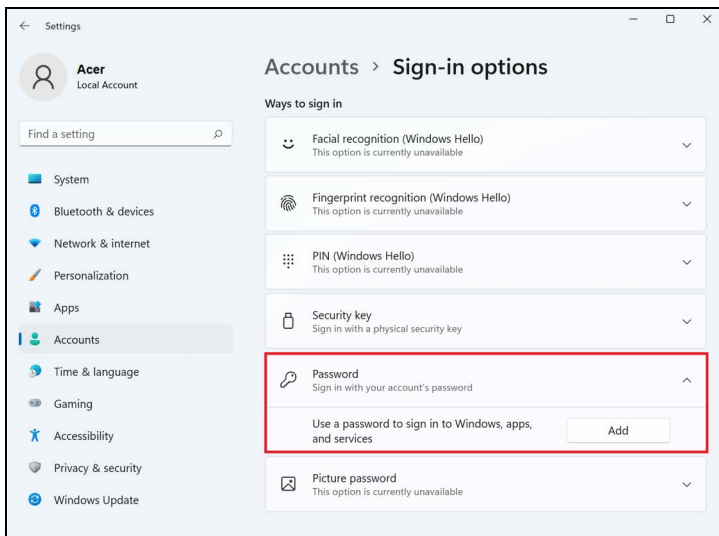 Settings
Acer
Local Account
Find a setting
System
Bluetooth & devices
Network & internet
Personalization
Apps
Accounts
Time & language
Gaming
Accessibility
Privacy & security
Windows Update
Accounts > Sign-in options
Ways to sign in
Facial recognition (Windows Hello)
This option is currently unavailable
Fingerprint recognition (Windows Hello)
This option is currently unavailable
PIN (Windows Hello)
This option is currently unavailable
Security key
Sign in with a physical security key
Password
Sign in with your account's password
Use a password to sign in to Windows, apps,
and services
Add
Picture password
This option is currently unavailable